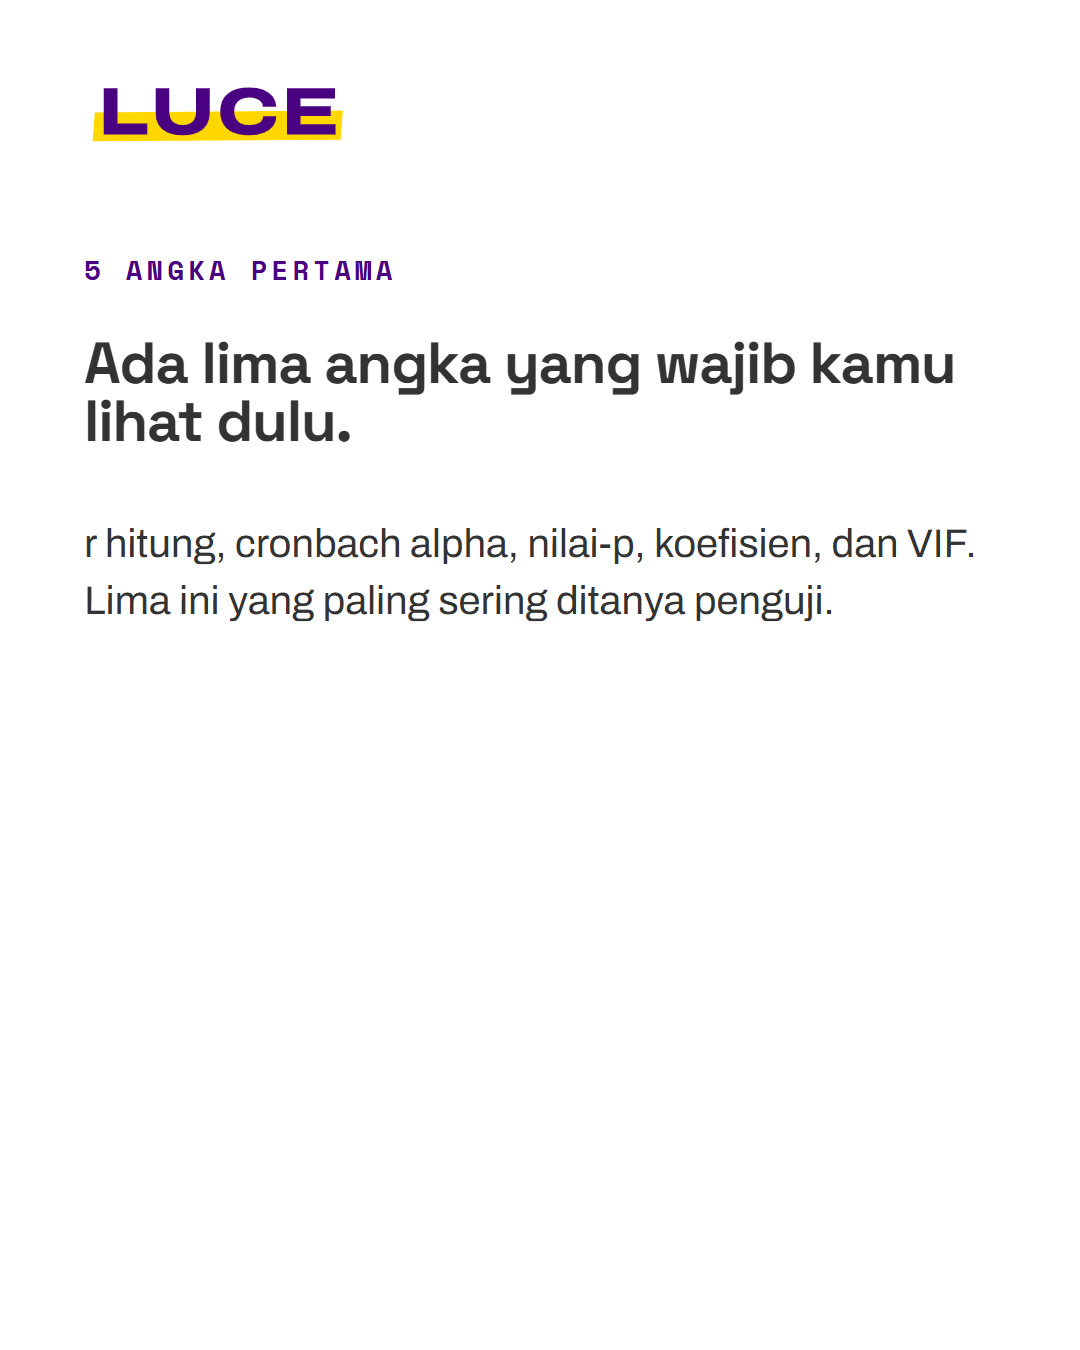 LUCE
5 ANGKA PERTAMA
Ada lima angka yang wajib kamu
lihat dulu.
r hitung, cronbach alpha, nilai-p, koefisien, dan VIF.
Lima ini yang paling sering ditanya penguji.